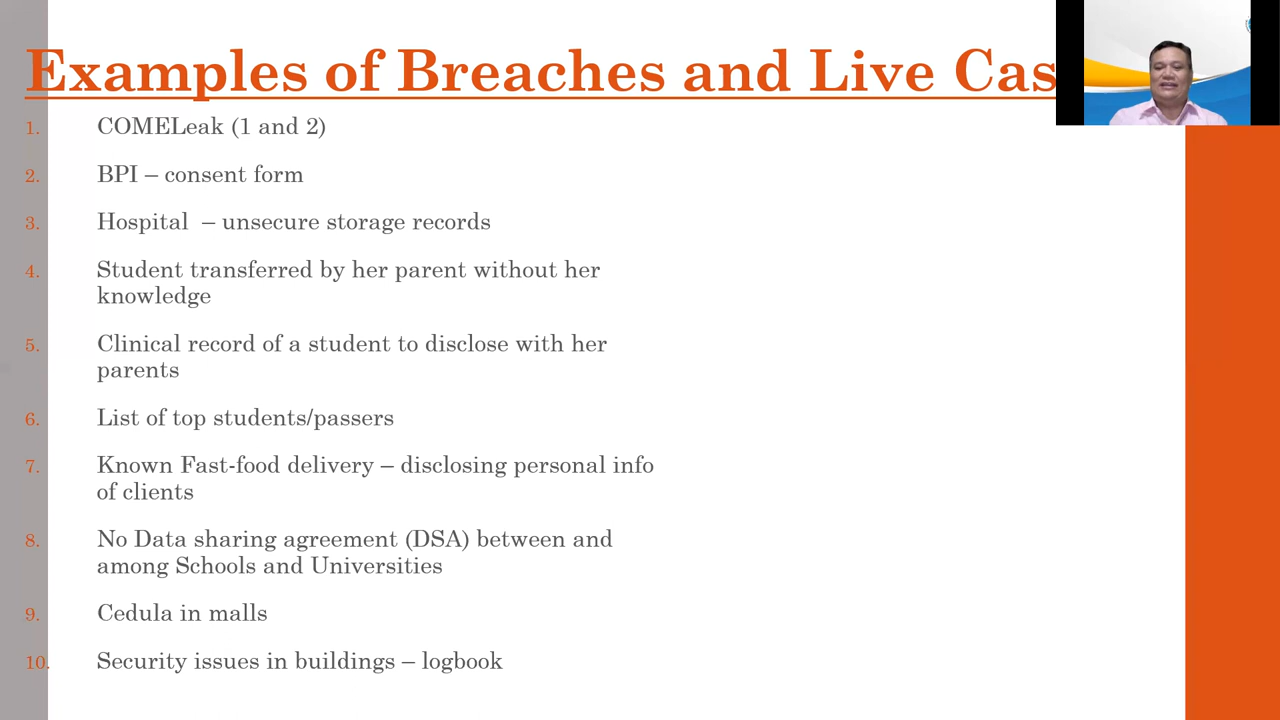 Examples of Breaches and Live Cas
1. COMELeak (1 and 2)
2. BPI – consent form
3. Hospital – unsecure storage records
4. Student transferred by her parent without her
knowledge
5. Clinical record of a student to disclose with her
parents
6. List of top students/passers
7. Known Fast-food delivery – disclosing personal info
of clients
8. No Data sharing agreement (DSA) between and
among Schools and Universities
9. Cedula in malls
10. Security issues in buildings – logbook